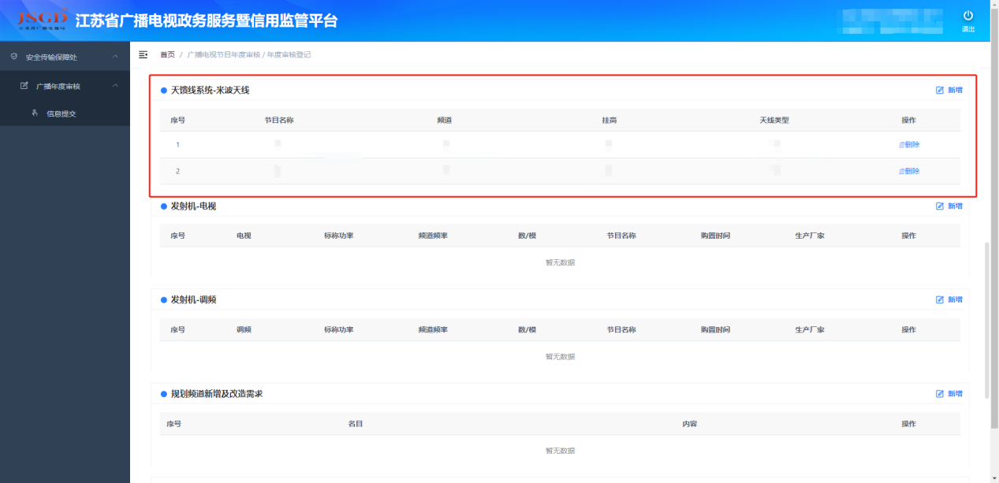 JSGD 江苏省广播电视政务服务暨信用监管平台
退出
安全传输保障处
广播年度审核
信息提交
首页 / 广播电视节目年度审核 / 年度审核登记
天馈线系统-米波天线 新增
序号 节目名称 频道 挂高 天线类型 操作
1 删除
2 删除
发射机-电视 新增
序号 电视 标称功率 频道频率 数/模 节目名称 购置时间 生产厂家 操作
暂无数据
发射机-调频 新增
序号 调频 标称功率 频道频率 数/模 节目名称 购置时间 生产厂家 操作
暂无数据
规划频道新增及改造需求 新增
序号 名目 内容 操作
暂无数据